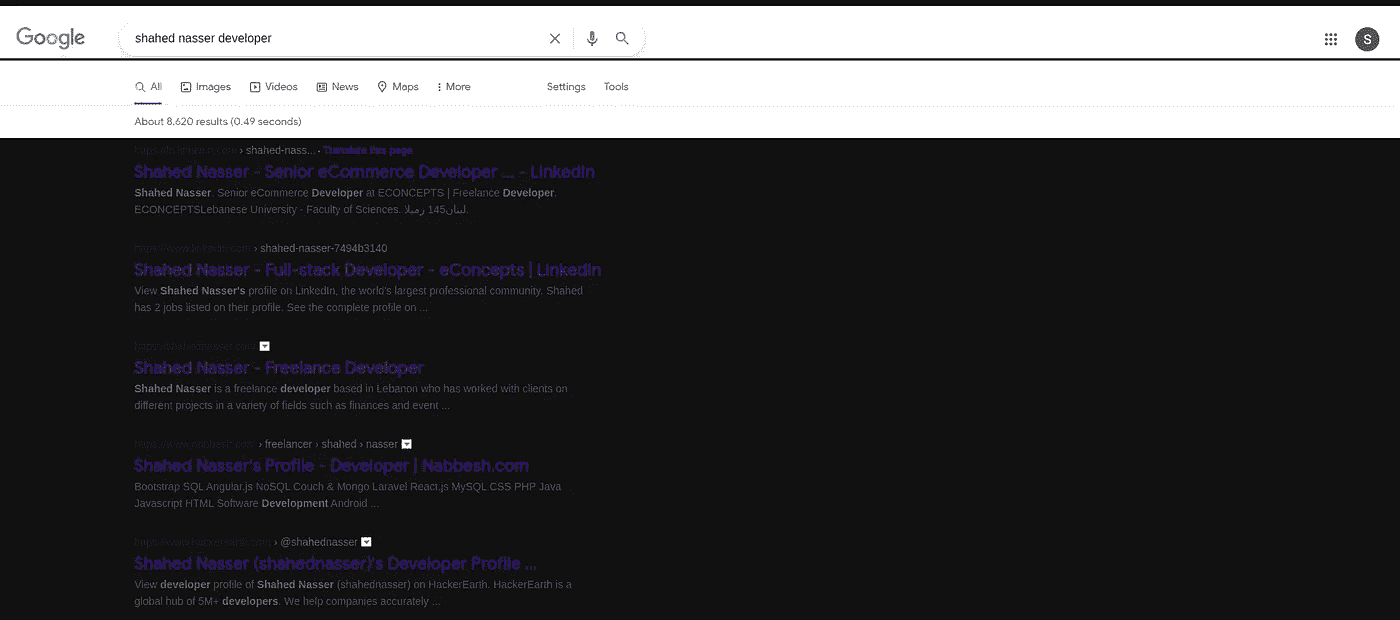 Google
shahed nasser developer
S
All Images Videos News Maps More Settings Tools
About 8,620 results (0.49 seconds)
› shahed-nass... · Translate this page
Shahed Nasser - Senior eCommerce Developer ... - LinkedIn
Shahed Nasser. Senior eCommerce Developer at ECONCEPTS | Freelance Developer.
ECONCEPTSLebanese University - Faculty of Sciences. لبنان145 زميلا.
› shahed-nasser-7494b3140
Shahed Nasser - Full-stack Developer - eConcepts | LinkedIn
View Shahed Nasser's profile on LinkedIn, the world's largest professional community. Shahed
has 2 jobs listed on their profile. See the complete profile on ...
Shahed Nasser - Freelance Developer
Shahed Nasser is a freelance developer based in Lebanon who has worked with clients on
different projects in a variety of fields such as finances and event ...
› freelancer › shahed › nasser
Shahed Nasser's Profile - Developer | Nabbesh.com
Bootstrap SQL Angular.js NoSQL Couch & Mongo Laravel React.js MySQL CSS PHP Java
Javascript HTML Software Development Android ...
› @shahednasser
Shahed Nasser (shahednasser)'s Developer Profile ...
View developer profile of Shahed Nasser (shahednasser) on HackerEarth. HackerEarth is a
global hub of 5M+ developers. We help companies accurately ...